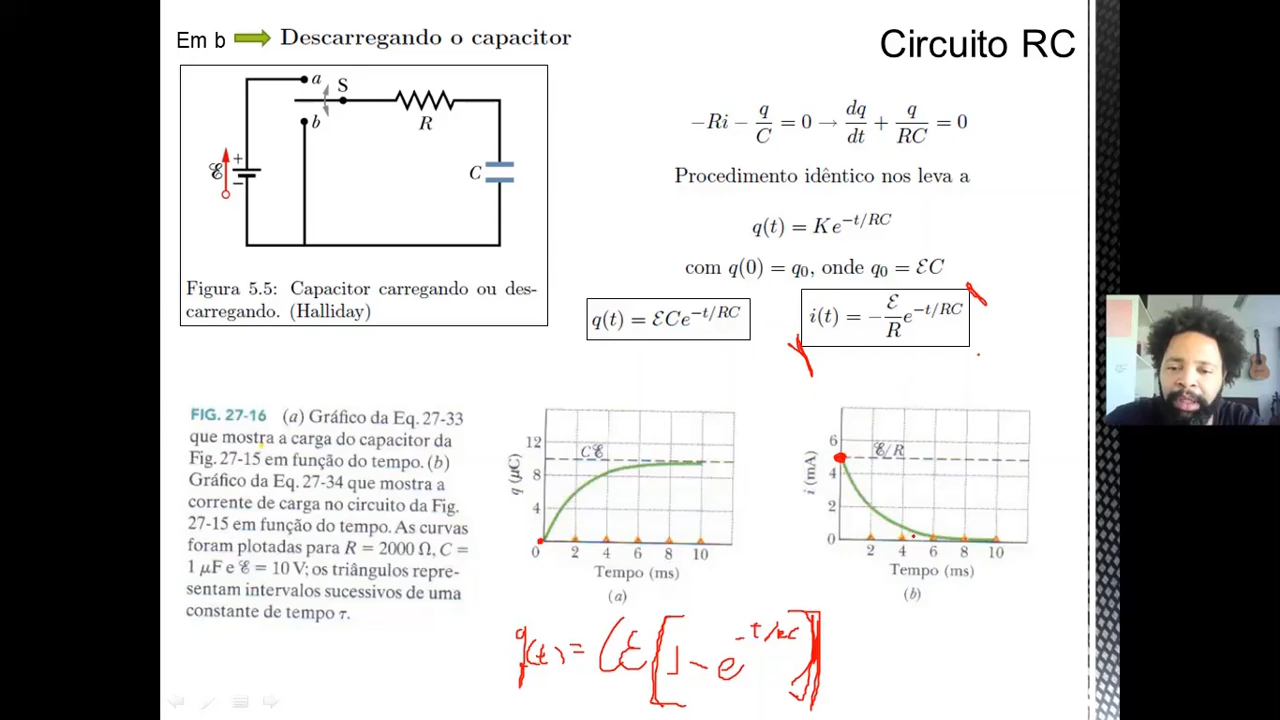 Em b Descarregando o capacitor
Circuito RC
a
S
b
R
ℰ
+
−
C
Figura 5.5: Capacitor carregando ou des-
carregando. (Halliday)
−Ri − q/C = 0 → dq/dt + q/RC = 0
Procedimento idêntico nos leva a
q(t) = Ke^{−t/RC}
com q(0) = q₀, onde q₀ = ℰC
q(t) = ℰCe^{−t/RC}
i(t) = −ℰ/R e^{−t/RC}
FIG. 27-16 (a) Gráfico da Eq. 27-33
que mostra a carga do capacitor da
Fig. 27-15 em função do tempo. (b)
Gráfico da Eq. 27-34 que mostra a
corrente de carga no circuito da Fig.
27-15 em função do tempo. As curvas
foram plotadas para R = 2000 Ω, C =
1 μF e ℰ = 10 V; os triângulos repre-
sentam intervalos sucessivos de uma
constante de tempo τ.
q (μC)
12
8
4
0 2 4 6 8 10
Cℰ
Tempo (ms)
(a)
i (mA)
6
4
2
0
2 4 6 8 10
ℰ/R
Tempo (ms)
(b)
q(t) = Cℰ[1 − e^{−t/RC}]